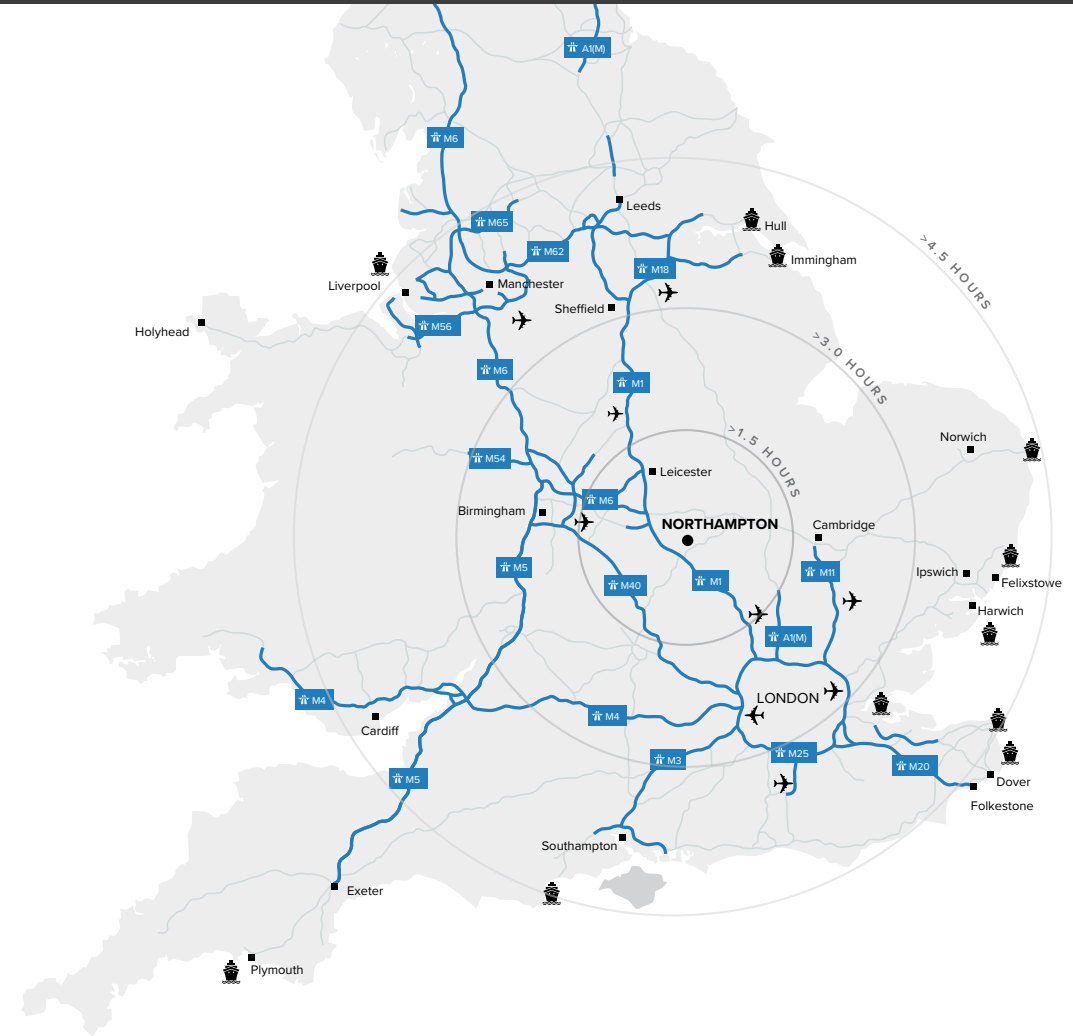 A1(M)
M6
Leeds
M65
Hull
M62
Immingham
M18
>4.5 HOURS
Liverpool
Manchester
Sheffield
Holyhead
M56
>3.0 HOURS
M6
M1
>1.5 HOURS
Norwich
M54
Leicester
M6
Birmingham
NORTHAMPTON
Cambridge
M5
M40
M1
M11
Ipswich
Felixstowe
Harwich
A1(M)
M4
LONDON
Cardiff
M4
M3
M25
M20
M5
Dover
Folkestone
Southampton
Exeter
Plymouth